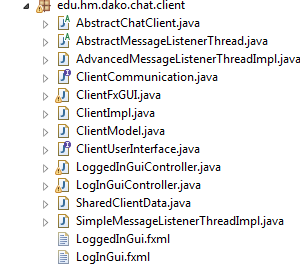 edu.hm.dako.chat.client
AbstractChatClient.java
AbstractMessageListenerThread.java
AdvancedMessageListenerThreadImpl.java
ClientCommunication.java
ClientFxGUI.java
ClientImpl.java
ClientModel.java
ClientUserInterface.java
LoggedInGuiController.java
LogInGuiController.java
SharedClientData.java
SimpleMessageListenerThreadImpl.java
LoggedInGui.fxml
LogInGui.fxml